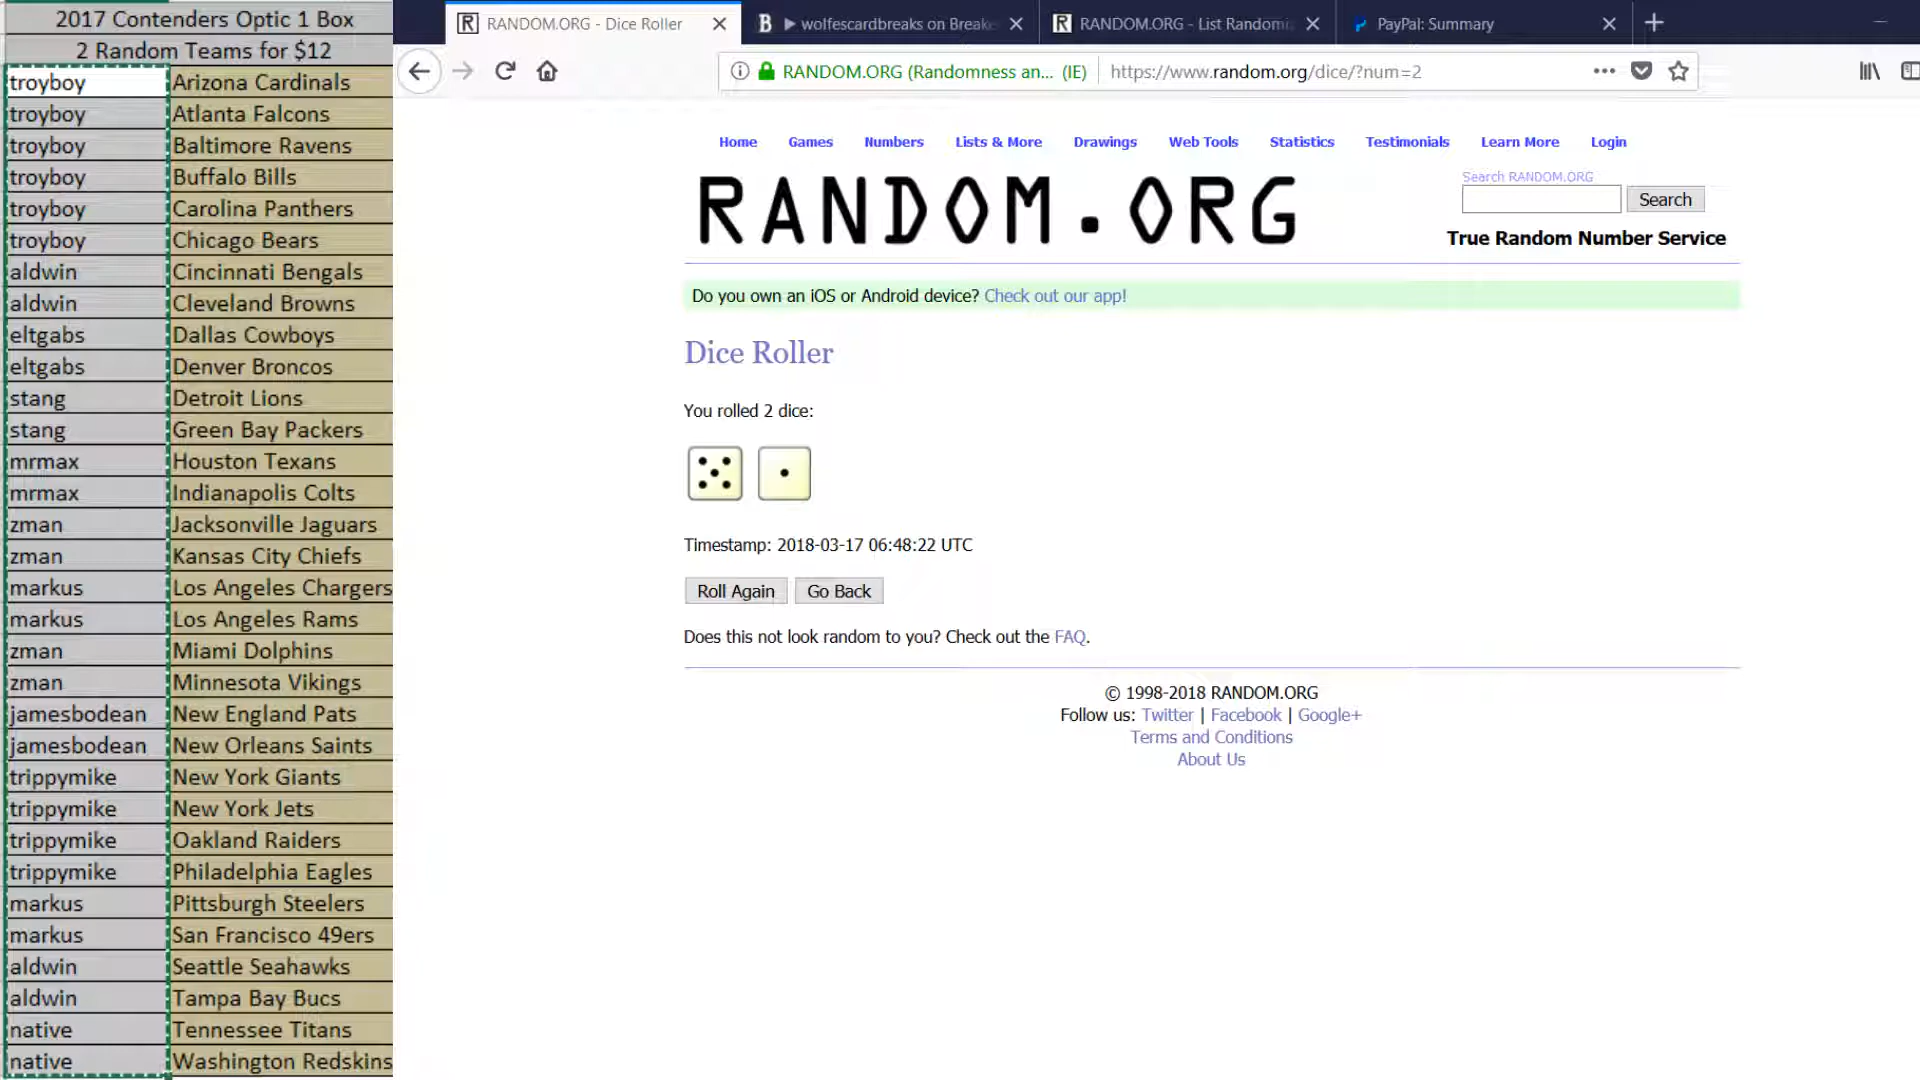 2017 Contenders Optic 1 Box
2 Random Teams for $12
troyboy Arizona Cardinals
troyboy Atlanta Falcons
troyboy Baltimore Ravens
troyboy Buffalo Bills
troyboy Carolina Panthers
troyboy Chicago Bears
aldwin Cincinnati Bengals
aldwin Cleveland Browns
eltgabs Dallas Cowboys
eltgabs Denver Broncos
stang Detroit Lions
stang Green Bay Packers
mrmax Houston Texans
mrmax Indianapolis Colts
zman Jacksonville Jaguars
zman Kansas City Chiefs
markus Los Angeles Chargers
markus Los Angeles Rams
zman Miami Dolphins
zman Minnesota Vikings
jamesbodean New England Pats
jamesbodean New Orleans Saints
trippymike New York Giants
trippymike New York Jets
trippymike Oakland Raiders
trippymike Philadelphia Eagles
markus Pittsburgh Steelers
markus San Francisco 49ers
aldwin Seattle Seahawks
aldwin Tampa Bay Bucs
native Tennessee Titans
native Washington Redskins
RANDOM.ORG - Dice Roller wolfescardbreaks on Breake RANDOM.ORG - List Randomi PayPal: Summary
RANDOM.ORG (Randomness an... (IE) https://www.random.org/dice/?num=2
Home Games Numbers Lists & More Drawings Web Tools Statistics Testimonials Learn More Login
RANDOM.ORG
Search RANDOM.ORG
Search
True Random Number Service
Do you own an iOS or Android device? Check out our app!
Dice Roller
You rolled 2 dice:
Timestamp: 2018-03-17 06:48:22 UTC
Roll Again Go Back
Does this not look random to you? Check out the FAQ.
© 1998-2018 RANDOM.ORG
Follow us: Twitter | Facebook | Google+
Terms and Conditions
About Us